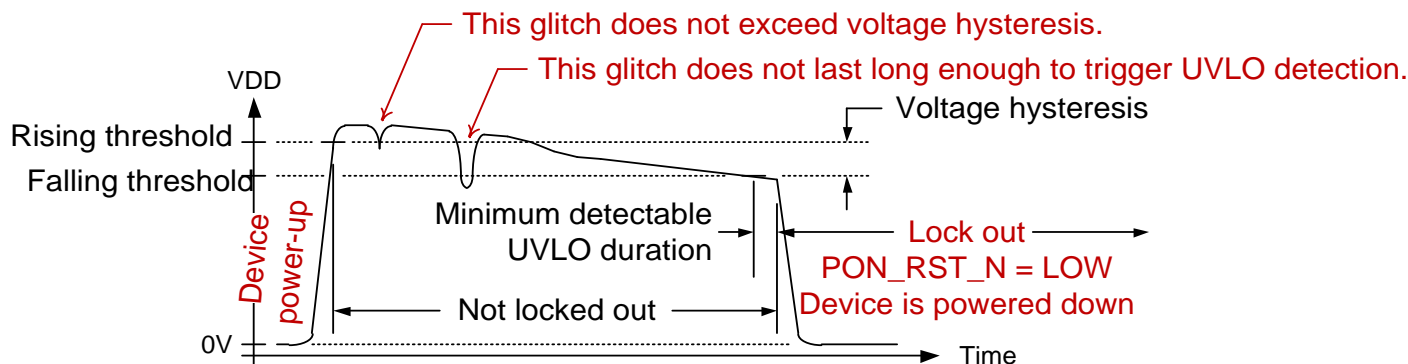 This glitch does not exceed voltage hysteresis.
This glitch does not last long enough to trigger UVLO detection.
VDD
Voltage hysteresis
Rising threshold
Falling threshold
Device
power-up
Minimum detectable
UVLO duration
Lock out
PON_RST_N = LOW
Device is powered down
Not locked out
0V
Time